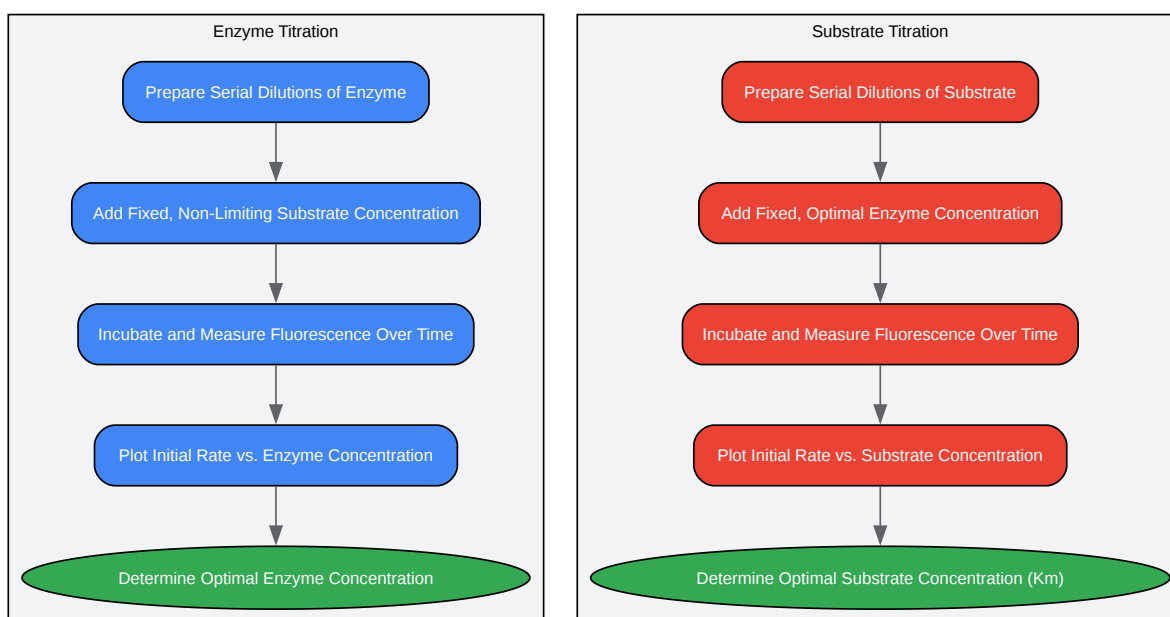 Enzyme Titration
Prepare Serial Dilutions of Enzyme
Add Fixed, Non-Limiting Substrate Concentration
Incubate and Measure Fluorescence Over Time
Plot Initial Rate vs. Enzyme Concentration
Determine Optimal Enzyme Concentration
Substrate Titration
Prepare Serial Dilutions of Substrate
Add Fixed, Optimal Enzyme Concentration
Incubate and Measure Fluorescence Over Time
Plot Initial Rate vs. Substrate Concentration
Determine Optimal Substrate Concentration (Km)